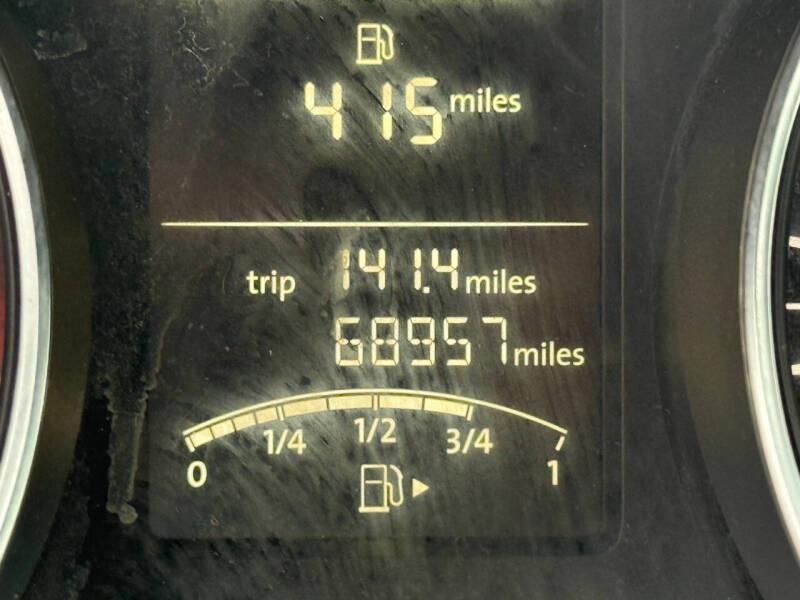 415 miles
trip 141.4 miles
68957 miles
0 1/4 1/2 3/4 1